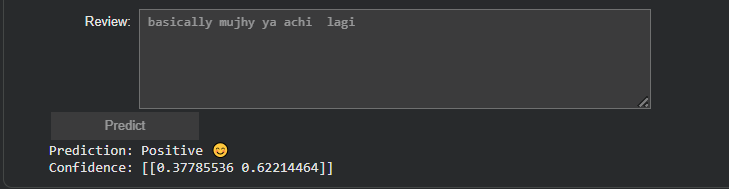 Review: basically mujhy ya achi  lagi
Predict
Prediction: Positive 😊
Confidence: [[0.37785536 0.62214464]]